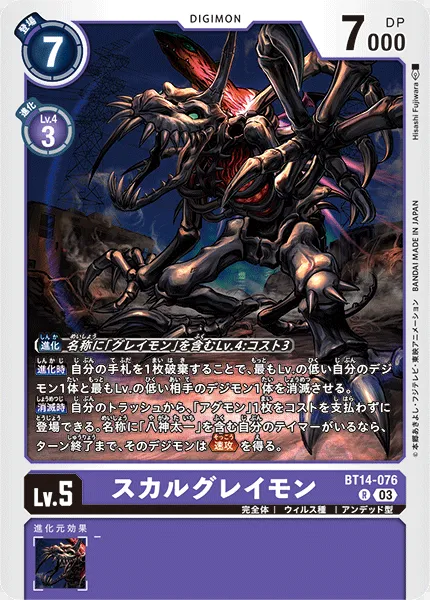 登場
7
DIGIMON
7000
DP
進化
Lv.4
3
Hisashi Fujiwara
BANDAI MADE IN JAPAN
©本郷あきよし・フジテレビ・東映アニメーション
進化 名称に「グレイモン」を含むLv.4:コスト3
進化時 自分の手札を1枚破棄することで、最もLv.の低い自分のデジ
モン1体と最もLv.の低い相手のデジモン1体を消滅させる。
消滅時 自分のトラッシュから、「アグモン」1枚をコストを支払わずに
登場できる。名称に「八神太一」を含む自分のテイマーがいるなら、
ターン終了まで、そのデジモンは 速攻 を得る。
Lv.5
スカルグレイモン
BT14-076
R 03
完全体 | ウィルス種 | アンデッド型
進化元効果